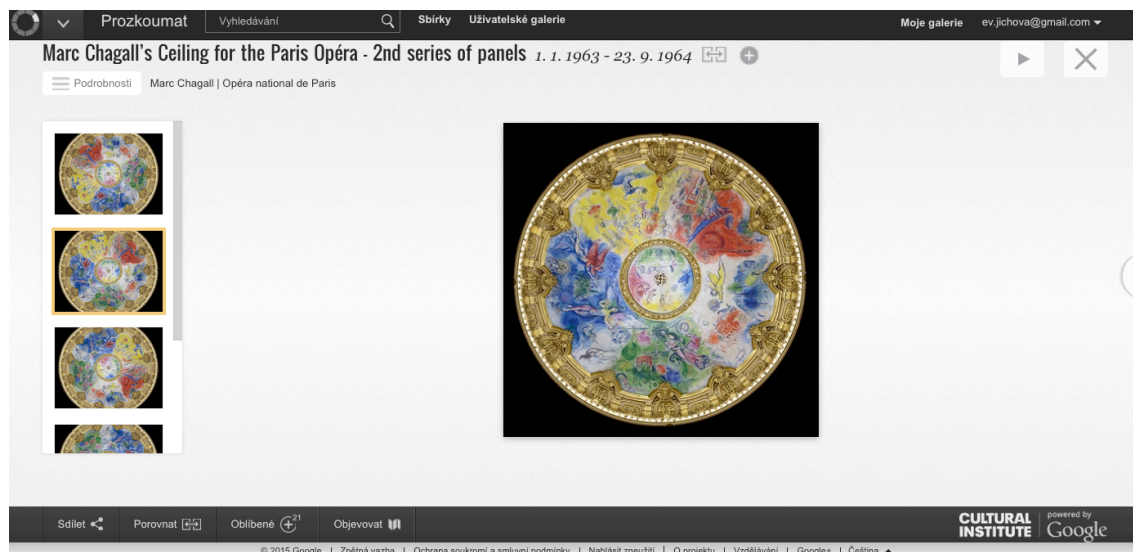 Prozkoumat Vyhledávání Sbírky Uživatelské galerie Moje galerie ev.jichova@gmail.com
Marc Chagall's Ceiling for the Paris Opéra - 2nd series of panels 1. 1. 1963 - 23. 9. 1964
Podrobnosti Marc Chagall | Opéra national de Paris
Sdílet Porovnat Oblíbené 21 Objevovat CULTURAL INSTITUTE powered by Google
© 2015 Google | Zpětná vazba | Ochrana soukromí a smluvní podmínky | Nahlásit zneužití | O projektu | Vzdělávání | Google+ | Čeština